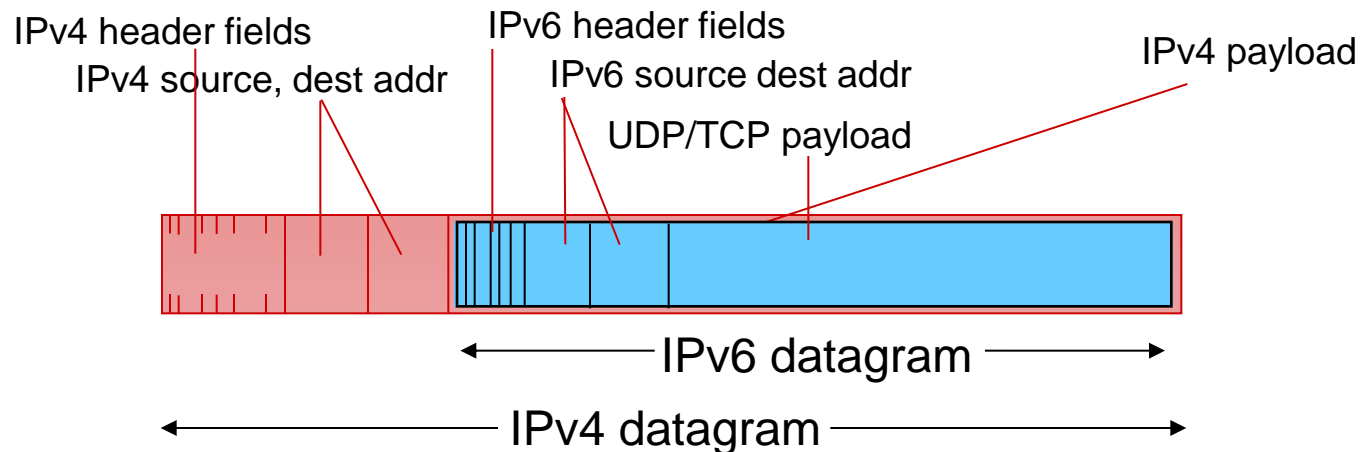 IPv4 header fields
IPv6 header fields
IPv4 payload
IPv4 source, dest addr
IPv6 source dest addr
UDP/TCP payload
IPv6 datagram
IPv4 datagram